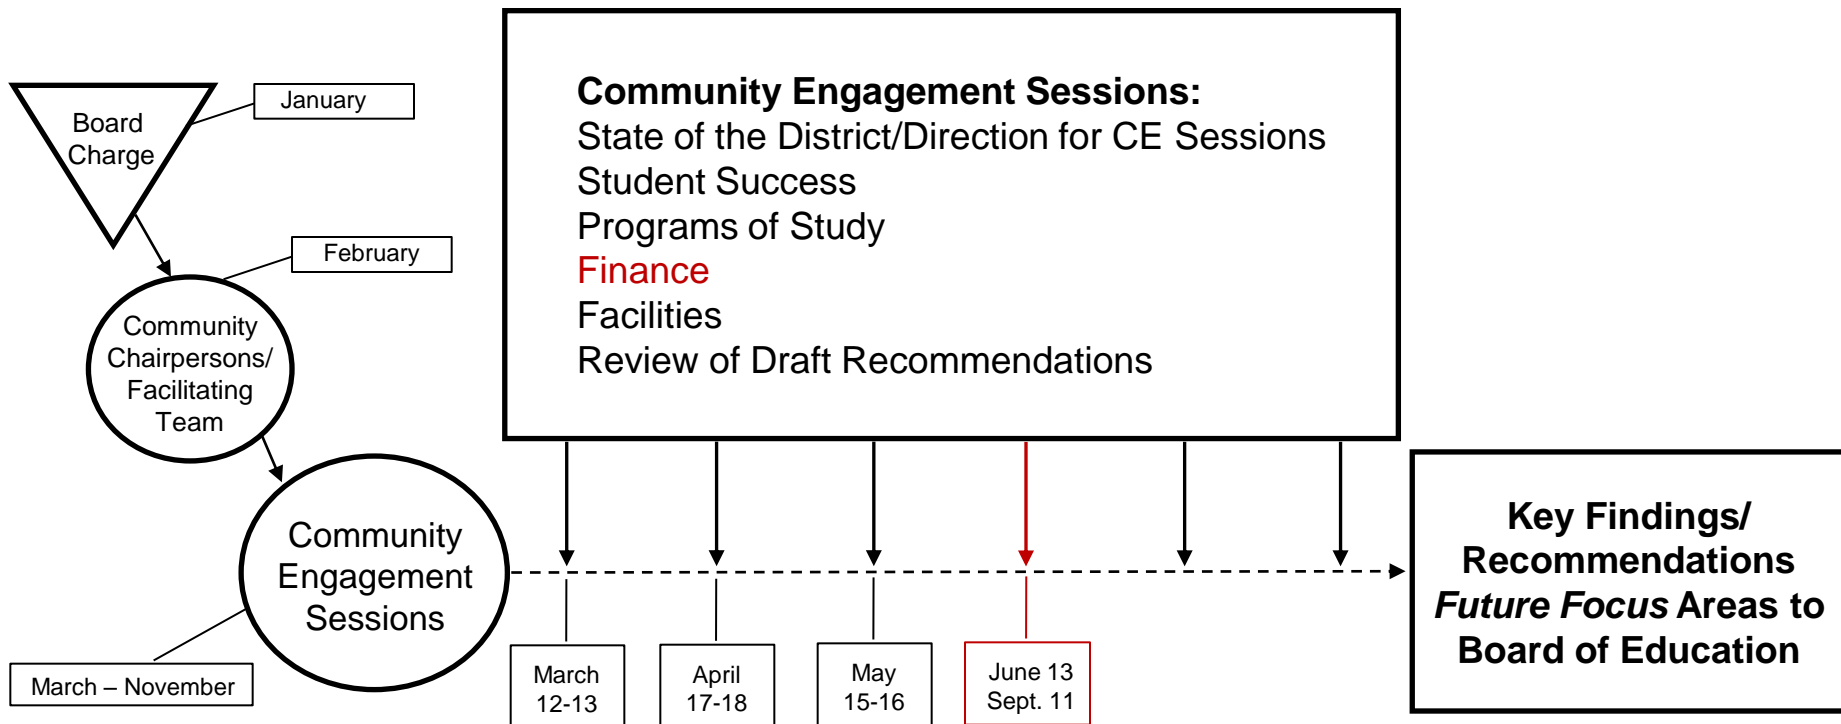 Board
Charge
January
February
Community
Chairpersons/
Facilitating
Team
Community
Engagement
Sessions
March – November
Community Engagement Sessions:
State of the District/Direction for CE Sessions
Student Success
Programs of Study
Finance
Facilities
Review of Draft Recommendations
March
12-13
April
17-18
May
15-16
June 13
Sept. 11
Key Findings/
Recommendations
Future Focus Areas to
Board of Education